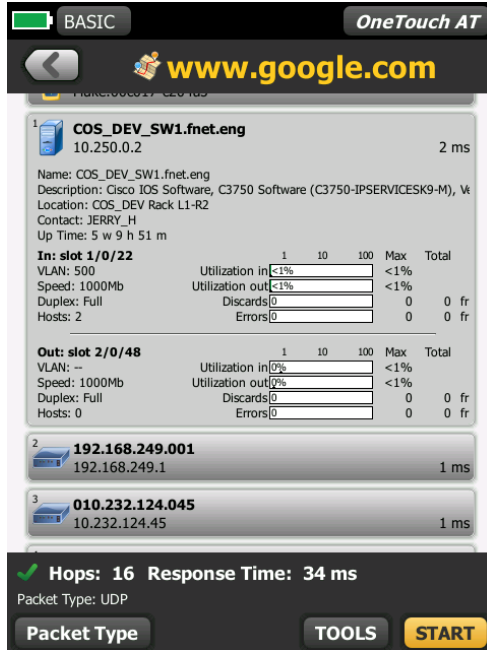 BASIC
OneTouch AT
www.google.com
1 COS_DEV_SW1.fnet.eng
10.250.0.2 2 ms
Name: COS_DEV_SW1.fnet.eng
Description: Cisco IOS Software, C3750 Software (C3750-IPSERVICESK9-M), Ve
Location: COS_DEV Rack L1-R2
Contact: JERRY_H
Up Time: 5 w 9 h 51 m
In: slot 1/0/22 1 10 100 Max Total
VLAN: 500 Utilization in <1% <1%
Speed: 1000Mb Utilization out <1% <1%
Duplex: Full Discards 0 0 0 fr
Hosts: 2 Errors 0 0 0 fr
Out: slot 2/0/48 1 10 100 Max Total
VLAN: -- Utilization in 0% <1%
Speed: 1000Mb Utilization out 0% <1%
Duplex: Full Discards 0 0 0 fr
Hosts: 0 Errors 0 0 0 fr
2 192.168.249.001
192.168.249.1 1 ms
3 010.232.124.045
10.232.124.45 1 ms
Hops: 16 Response Time: 34 ms
Packet Type: UDP
Packet Type TOOLS START